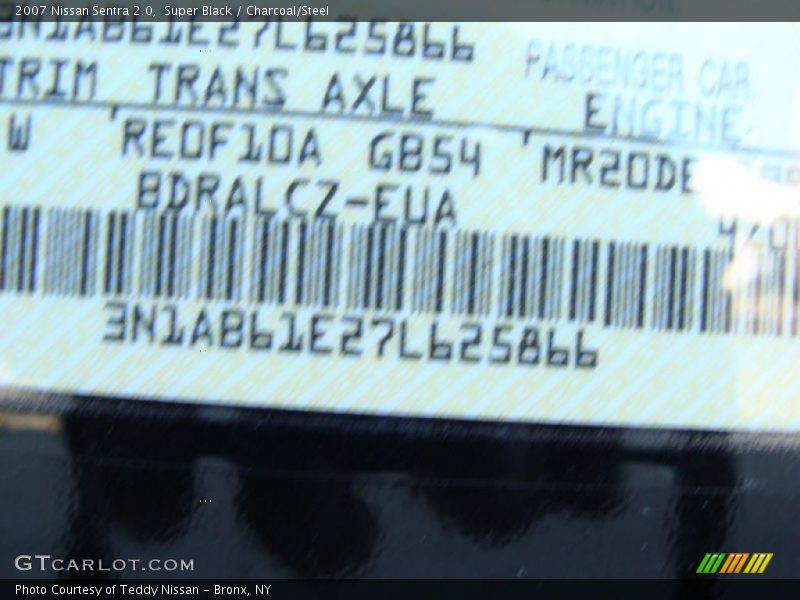 2007 Nissan Sentra 2.0, Super Black / Charcoal/Steel
3N1AB61E27L625866
PASSENGER CAR
TRIM TRANS AXLE ENGINE
W RE0F10A GB54 MR20DE
BDRALCZ-EUA
3N1AB61E27L625866
GTCARLOT.COM
Photo Courtesy of Teddy Nissan - Bronx, NY